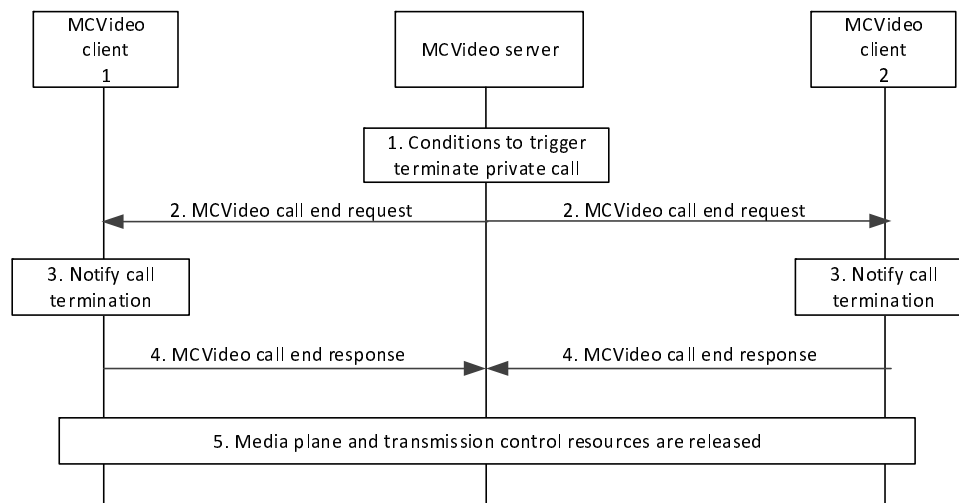 MCVideo
client
1
MCVideo server
MCVideo
client
2
1. Conditions to trigger
terminate private call
2. MCVideo call end request
2. MCVideo call end request
3. Notify call
termination
3. Notify call
termination
4. MCVideo call end response
4. MCVideo call end response
5. Media plane and transmission control resources are released